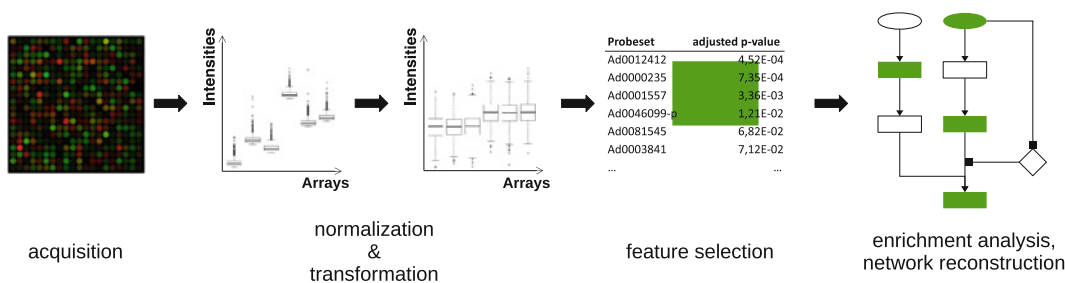 Intensities
Arrays
Intensities
Arrays
Probeset adjusted p-value
Ad0012412 4,52E-04
Ad0000235 7,35E-04
Ad0001557 3,36E-03
Ad0046099-p 1,21E-02
Ad0081545 6,82E-02
Ad0003841 7,12E-02
... ...
acquisition
normalization
&
transformation
feature selection
enrichment analysis,
network reconstruction